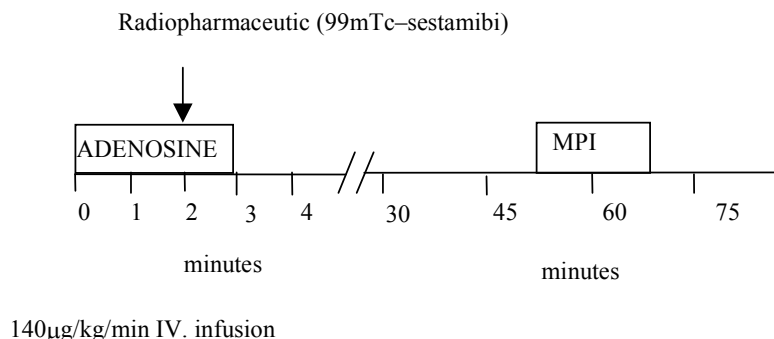 Radiopharmaceutic (99mTc–sestamibi)
ADENOSINE
MPI
0 1 2 3 4 30 45 60 75
minutes
minutes
140µg/kg/min IV. infusion